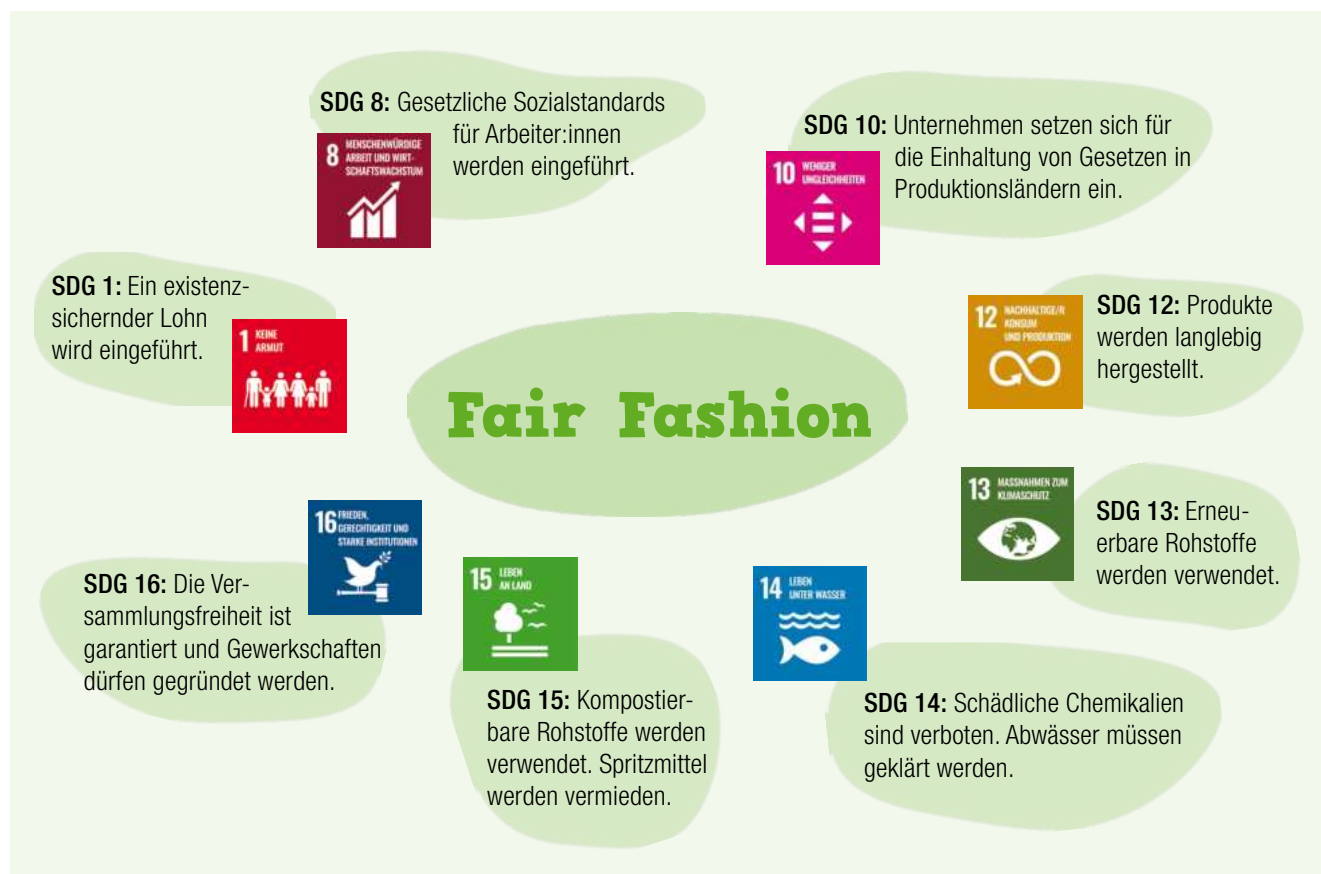 SDG 8: Gesetzliche Sozialstandards
für Arbeiter:innen
werden eingeführt.
8 MENSCHENWÜRDIGE
ARBEIT UND WIRT-
SCHAFTSWACHSTUM
SDG 10: Unternehmen setzen sich für
die Einhaltung von Gesetzen in
Produktionsländern ein.
10 WENIGER
UNGLEICHHEITEN
SDG 1: Ein existenz-
sichernder Lohn
wird eingeführt.
1 KEINE
ARMUT
12 NACHHALTIGE/R
KONSUM
UND PRODUKTION
SDG 12: Produkte
werden langlebig
hergestellt.
Fair Fashion
13 MASSNAHMEN ZUM
KLIMASCHUTZ
SDG 13: Erneu-
erbare Rohstoffe
werden verwendet.
16 FRIEDEN,
GERECHTIGKEIT UND
STARKE INSTITUTIONEN
SDG 16: Die Ver-
sammlungsfreiheit ist
garantiert und Gewerkschaften
dürfen gegründet werden.
15 LEBEN
AN LAND
SDG 15: Kompostier-
bare Rohstoffe werden
verwendet. Spritzmittel
werden vermieden.
14 LEBEN
UNTER WASSER
SDG 14: Schädliche Chemikalien
sind verboten. Abwässer müssen
geklärt werden.